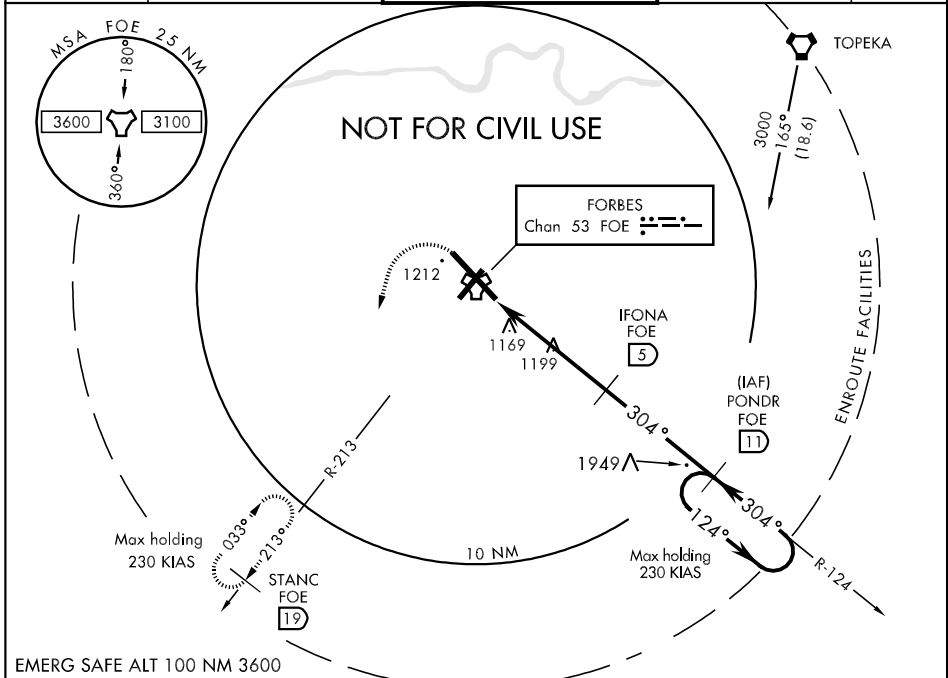 MSA FOE 25 NM
180°
3600
3100
360°
TOPEKA
3000
165°
(18.6)
NOT FOR CIVIL USE
FORBES
Chan 53 FOE
1212
1169
1199
IFONA
FOE
5
ENROUTE FACILITIES
304°
(IAF)
PONDR
FOE
11
1949
304°
124°
Max holding
230 KIAS
R-124
R-213
033°
213°
Max holding
230 KIAS
STANC
FOE
19
10 NM
EMERG SAFE ALT 100 NM 3600